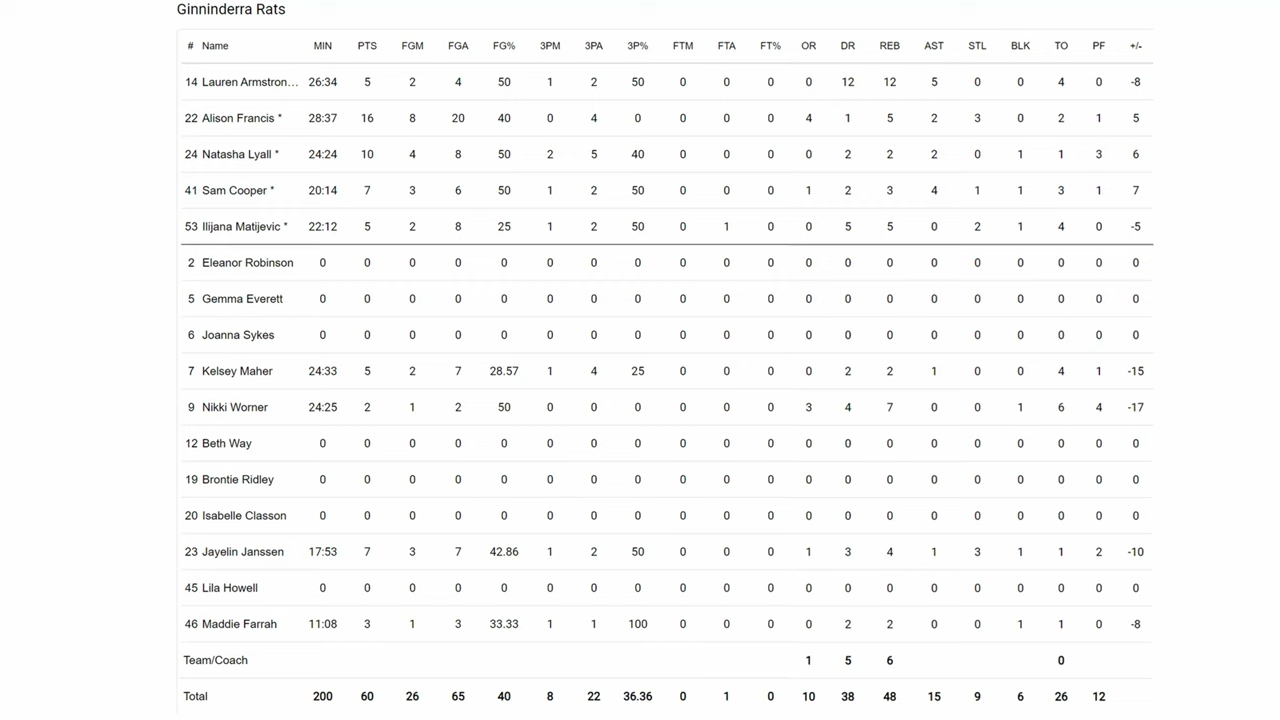 Ginninderra Rats
# Name MIN PTS FGM FGA FG% 3PM 3PA 3P% FTM FTA FT% OR DR REB AST STL BLK TO PF +/-
14 Lauren Armstron... 26:34 5 2 4 50 1 2 50 0 0 0 0 12 12 5 0 0 4 0 -8
22 Alison Francis * 28:37 16 8 20 40 0 4 0 0 0 0 4 1 5 2 3 0 2 1 5
24 Natasha Lyall * 24:24 10 4 8 50 2 5 40 0 0 0 0 2 2 2 0 1 1 3 6
41 Sam Cooper * 20:14 7 3 6 50 1 2 50 0 0 0 1 2 3 4 1 1 3 1 7
53 Ilijana Matijevic * 22:12 5 2 8 25 1 2 50 0 1 0 0 5 5 0 2 1 4 0 -5
2 Eleanor Robinson 0 0 0 0 0 0 0 0 0 0 0 0 0 0 0 0 0 0 0 0
5 Gemma Everett 0 0 0 0 0 0 0 0 0 0 0 0 0 0 0 0 0 0 0 0
6 Joanna Sykes 0 0 0 0 0 0 0 0 0 0 0 0 0 0 0 0 0 0 0 0
7 Kelsey Maher 24:33 5 2 7 28.57 1 4 25 0 0 0 0 2 2 1 0 0 4 1 -15
9 Nikki Worner 24:25 2 1 2 50 0 0 0 0 0 0 3 4 7 0 0 1 6 4 -17
12 Beth Way 0 0 0 0 0 0 0 0 0 0 0 0 0 0 0 0 0 0 0 0
19 Brontie Ridley 0 0 0 0 0 0 0 0 0 0 0 0 0 0 0 0 0 0 0 0
20 Isabelle Classon 0 0 0 0 0 0 0 0 0 0 0 0 0 0 0 0 0 0 0 0
23 Jayelin Janssen 17:53 7 3 7 42.86 1 2 50 0 0 0 1 3 4 1 3 1 1 2 -10
45 Lila Howell 0 0 0 0 0 0 0 0 0 0 0 0 0 0 0 0 0 0 0 0
46 Maddie Farrah 11:08 3 1 3 33.33 1 1 100 0 0 0 0 2 2 0 0 1 1 0 -8
Team/Coach 1 5 6 0
Total 200 60 26 65 40 8 22 36.36 0 1 0 10 38 48 15 9 6 26 12